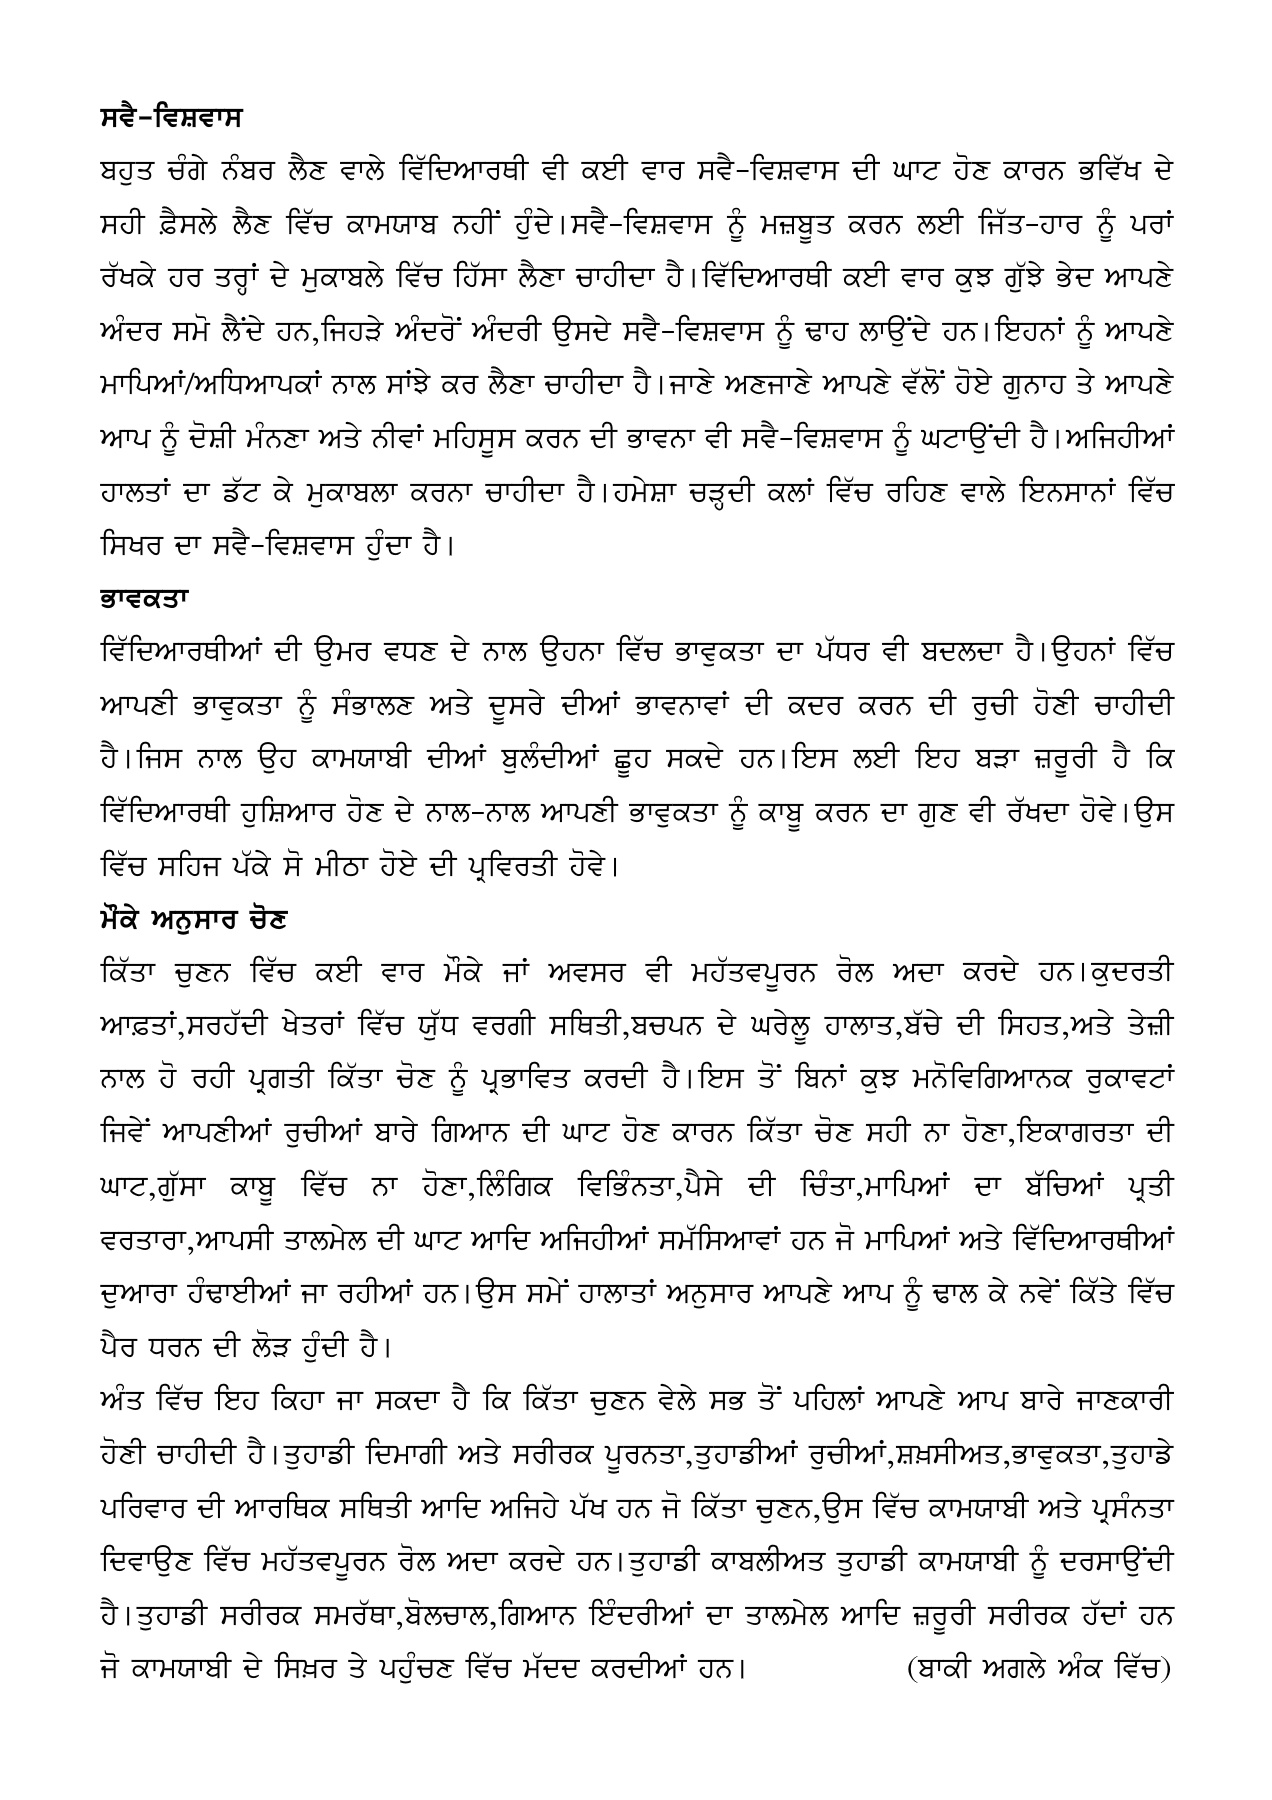 ਸਵੈ-ਵਿਸ਼ਵਾਸ
ਬਹੁਤ ਚੰਗੇ ਨੰਬਰ ਲੈਣ ਵਾਲੇ ਵਿੱਦਿਆਰਥੀ ਵੀ ਕਈ ਵਾਰ ਸਵੈ-ਵਿਸ਼ਵਾਸ ਦੀ ਘਾਟ ਹੋਣ ਕਾਰਨ ਭਵਿੱਖ ਦੇ
ਸਹੀ ਫ਼ੈਸਲੇ ਲੈਣ ਵਿੱਚ ਕਾਮਯਾਬ ਨਹੀਂ ਹੁੰਦੇ।ਸਵੈ-ਵਿਸ਼ਵਾਸ ਨੂੰ ਮਜ਼ਬੂਤ ਕਰਨ ਲਈ ਜਿੱਤ-ਹਾਰ ਨੂੰ ਪਰਾਂ
ਰੱਖਕੇ ਹਰ ਤਰ੍ਹਾਂ ਦੇ ਮੁਕਾਬਲੇ ਵਿੱਚ ਹਿੱਸਾ ਲੈਣਾ ਚਾਹੀਦਾ ਹੈ।ਵਿੱਦਿਆਰਥੀ ਕਈ ਵਾਰ ਕੁਝ ਗੁੱਝੇ ਭੇਦ ਆਪਣੇ
ਅੰਦਰ ਸਮੋ ਲੈਂਦੇ ਹਨ,ਜਿਹੜੇ ਅੰਦਰੋਂ ਅੰਦਰੀ ਉਸਦੇ ਸਵੈ-ਵਿਸ਼ਵਾਸ ਨੂੰ ਢਾਹ ਲਾਉਂਦੇ ਹਨ।ਇਹਨਾਂ ਨੂੰ ਆਪਣੇ
ਮਾਪਿਆਂ/ਅਧਿਆਪਕਾਂ ਨਾਲ ਸਾਂਝੇ ਕਰ ਲੈਣਾ ਚਾਹੀਦਾ ਹੈ।ਜਾਣੇ ਅਣਜਾਣੇ ਆਪਣੇ ਵੱਲੋਂ ਹੋਏ ਗੁਨਾਹ ਤੇ ਆਪਣੇ
ਆਪ ਨੂੰ ਦੋਸ਼ੀ ਮੰਨਣਾ ਅਤੇ ਨੀਵਾਂ ਮਹਿਸੂਸ ਕਰਨ ਦੀ ਭਾਵਨਾ ਵੀ ਸਵੈ-ਵਿਸ਼ਵਾਸ ਨੂੰ ਘਟਾਉਂਦੀ ਹੈ।ਅਜਿਹੀਆਂ
ਹਾਲਤਾਂ ਦਾ ਡੱਟ ਕੇ ਮੁਕਾਬਲਾ ਕਰਨਾ ਚਾਹੀਦਾ ਹੈ।ਹਮੇਸ਼ਾ ਚੜ੍ਹਦੀ ਕਲਾਂ ਵਿੱਚ ਰਹਿਣ ਵਾਲੇ ਇਨਸਾਨਾਂ ਵਿੱਚ
ਸਿਖਰ ਦਾ ਸਵੈ-ਵਿਸ਼ਵਾਸ ਹੁੰਦਾ ਹੈ।
ਭਾਵਕਤਾ
ਵਿੱਦਿਆਰਥੀਆਂ ਦੀ ਉਮਰ ਵਧਣ ਦੇ ਨਾਲ ਉਹਨਾ ਵਿੱਚ ਭਾਵੁਕਤਾ ਦਾ ਪੱਧਰ ਵੀ ਬਦਲਦਾ ਹੈ।ਉਹਨਾਂ ਵਿੱਚ
ਆਪਣੀ ਭਾਵੁਕਤਾ ਨੂੰ ਸੰਭਾਲਣ ਅਤੇ ਦੂਸਰੇ ਦੀਆਂ ਭਾਵਨਾਵਾਂ ਦੀ ਕਦਰ ਕਰਨ ਦੀ ਰੁਚੀ ਹੋਣੀ ਚਾਹੀਦੀ
ਹੈ।ਜਿਸ ਨਾਲ ਉਹ ਕਾਮਯਾਬੀ ਦੀਆਂ ਬੁਲੰਦੀਆਂ ਛੂਹ ਸਕਦੇ ਹਨ।ਇਸ ਲਈ ਇਹ ਬੜਾ ਜ਼ਰੂਰੀ ਹੈ ਕਿ
ਵਿੱਦਿਆਰਥੀ ਹੁਸ਼ਿਆਰ ਹੋਣ ਦੇ ਨਾਲ-ਨਾਲ ਆਪਣੀ ਭਾਵੁਕਤਾ ਨੂੰ ਕਾਬੂ ਕਰਨ ਦਾ ਗੁਣ ਵੀ ਰੱਖਦਾ ਹੋਵੇ।ਉਸ
ਵਿੱਚ ਸਹਿਜ ਪੱਕੇ ਸੋ ਮੀਠਾ ਹੋਏ ਦੀ ਪ੍ਰਵਿਰਤੀ ਹੋਵੇ।
ਮੌਕੇ ਅਨੁਸਾਰ ਚੋਣ
ਕਿੱਤਾ ਚੁਣਨ ਵਿੱਚ ਕਈ ਵਾਰ ਮੌਕੇ ਜਾਂ ਅਵਸਰ ਵੀ ਮਹੱਤਵਪੂਰਨ ਰੋਲ ਅਦਾ ਕਰਦੇ ਹਨ।ਕੁਦਰਤੀ
ਆਫ਼ਤਾਂ,ਸਰਹੱਦੀ ਖੇਤਰਾਂ ਵਿੱਚ ਯੁੱਧ ਵਰਗੀ ਸਥਿਤੀ,ਬਚਪਨ ਦੇ ਘਰੇਲੂ ਹਾਲਾਤ,ਬੱਚੇ ਦੀ ਸਿਹਤ,ਅਤੇ ਤੇਜ਼ੀ
ਨਾਲ ਹੋ ਰਹੀ ਪ੍ਰਗਤੀ ਕਿੱਤਾ ਚੋਣ ਨੂੰ ਪ੍ਰਭਾਵਿਤ ਕਰਦੀ ਹੈ।ਇਸ ਤੋਂ ਬਿਨਾਂ ਕੁਝ ਮਨੋਵਿਗਿਆਨਕ ਰੁਕਾਵਟਾਂ
ਜਿਵੇਂ ਆਪਣੀਆਂ ਰੁਚੀਆਂ ਬਾਰੇ ਗਿਆਨ ਦੀ ਘਾਟ ਹੋਣ ਕਾਰਨ ਕਿੱਤਾ ਚੋਣ ਸਹੀ ਨਾ ਹੋਣਾ,ਇਕਾਗਰਤਾ ਦੀ
ਘਾਟ,ਗੁੱਸਾ ਕਾਬੂ ਵਿੱਚ ਨਾ ਹੋਣਾ,ਲਿੰਗਿਕ ਵਿਭਿੰਨਤਾ,ਪੈਸੇ ਦੀ ਚਿੰਤਾ,ਮਾਪਿਆਂ ਦਾ ਬੱਚਿਆਂ ਪ੍ਰਤੀ
ਵਰਤਾਰਾ,ਆਪਸੀ ਤਾਲਮੇਲ ਦੀ ਘਾਟ ਆਦਿ ਅਜਿਹੀਆਂ ਸਮੱਸਿਆਵਾਂ ਹਨ ਜੋ ਮਾਪਿਆਂ ਅਤੇ ਵਿੱਦਿਆਰਥੀਆਂ
ਦੁਆਰਾ ਹੰਢਾਈਆਂ ਜਾ ਰਹੀਆਂ ਹਨ।ਉਸ ਸਮੇਂ ਹਾਲਾਤਾਂ ਅਨੁਸਾਰ ਆਪਣੇ ਆਪ ਨੂੰ ਢਾਲ ਕੇ ਨਵੇਂ ਕਿੱਤੇ ਵਿੱਚ
ਪੈਰ ਧਰਨ ਦੀ ਲੋੜ ਹੁੰਦੀ ਹੈ।
ਅੰਤ ਵਿੱਚ ਇਹ ਕਿਹਾ ਜਾ ਸਕਦਾ ਹੈ ਕਿ ਕਿੱਤਾ ਚੁਣਨ ਵੇਲੇ ਸਭ ਤੋਂ ਪਹਿਲਾਂ ਆਪਣੇ ਆਪ ਬਾਰੇ ਜਾਣਕਾਰੀ
ਹੋਣੀ ਚਾਹੀਦੀ ਹੈ।ਤੁਹਾਡੀ ਦਿਮਾਗੀ ਅਤੇ ਸਰੀਰਕ ਪੂਰਨਤਾ,ਤੁਹਾਡੀਆਂ ਰੁਚੀਆਂ,ਸ਼ਖ਼ਸੀਅਤ,ਭਾਵੁਕਤਾ,ਤੁਹਾਡੇ
ਪਰਿਵਾਰ ਦੀ ਆਰਥਿਕ ਸਥਿਤੀ ਆਦਿ ਅਜਿਹੇ ਪੱਖ ਹਨ ਜੋ ਕਿੱਤਾ ਚੁਣਨ,ਉਸ ਵਿੱਚ ਕਾਮਯਾਬੀ ਅਤੇ ਪ੍ਰਸੰਨਤਾ
ਦਿਵਾਉਣ ਵਿੱਚ ਮਹੱਤਵਪੂਰਨ ਰੋਲ ਅਦਾ ਕਰਦੇ ਹਨ।ਤੁਹਾਡੀ ਕਾਬਲੀਅਤ ਤੁਹਾਡੀ ਕਾਮਯਾਬੀ ਨੂੰ ਦਰਸਾਉਂਦੀ
ਹੈ।ਤੁਹਾਡੀ ਸਰੀਰਕ ਸਮਰੱਥਾ,ਬੋਲਚਾਲ,ਗਿਆਨ ਇੰਦਰੀਆਂ ਦਾ ਤਾਲਮੇਲ ਆਦਿ ਜ਼ਰੂਰੀ ਸਰੀਰਕ ਹੱਦਾਂ ਹਨ
ਜੋ ਕਾਮਯਾਬੀ ਦੇ ਸਿਖ਼ਰ ਤੇ ਪਹੁੰਚਣ ਵਿੱਚ ਮੱਦਦ ਕਰਦੀਆਂ ਹਨ। (ਬਾਕੀ ਅਗਲੇ ਅੰਕ ਵਿੱਚ)